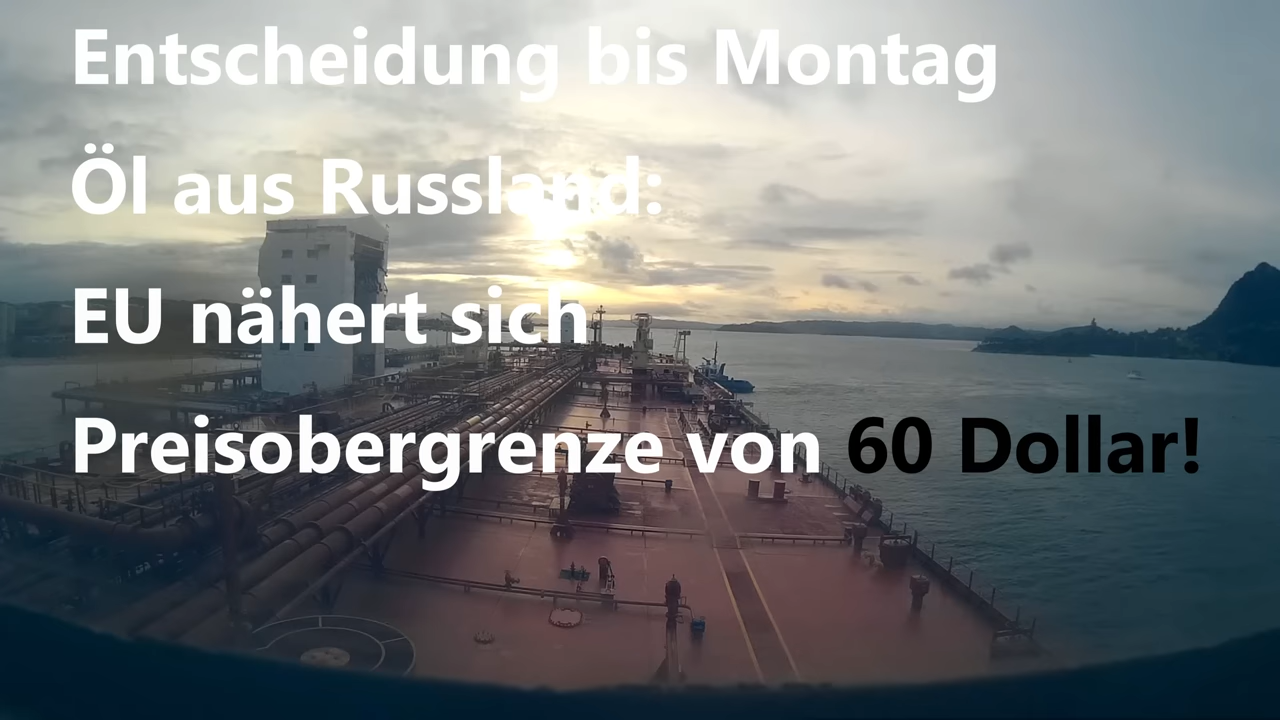 Entscheidung bis Montag
Öl aus Russland:
EU nähert sich
Preisobergrenze von 60 Dollar!